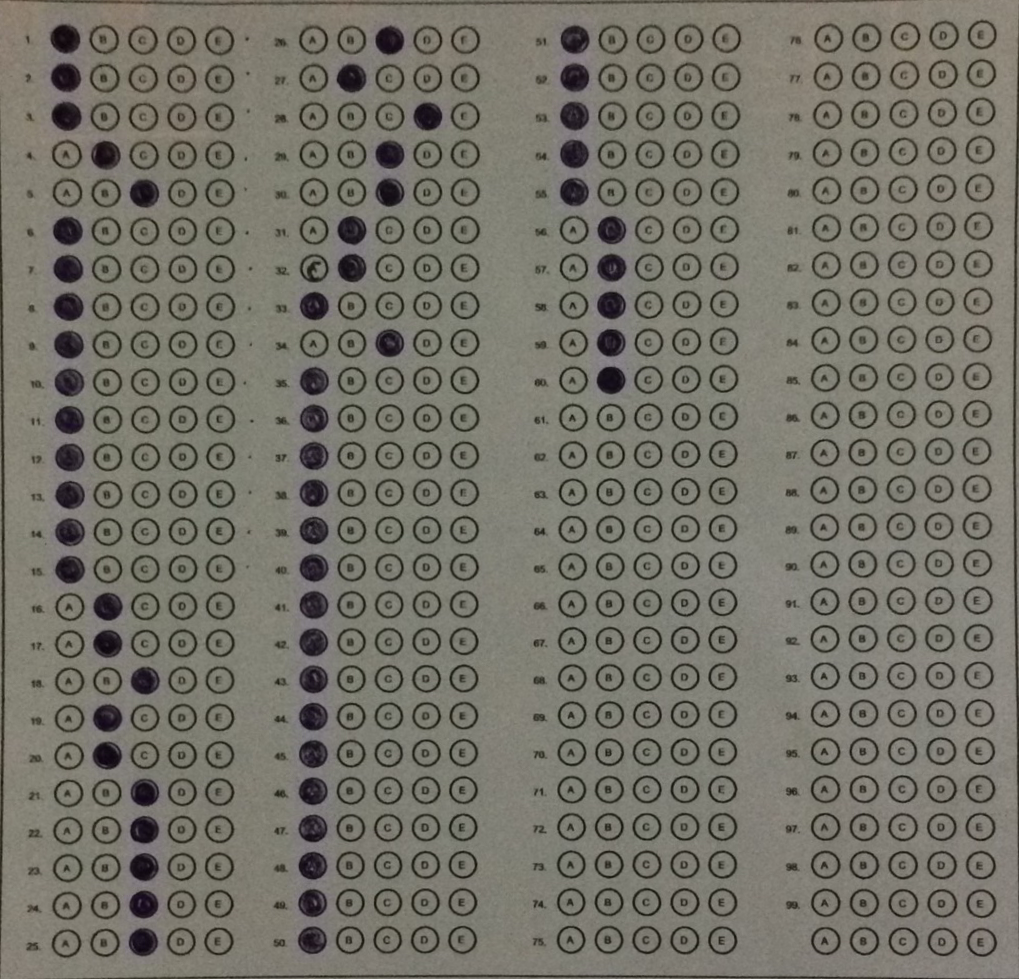 1. B C D E
2. B C D E
3. B C D E
4. A C D E
5. A B D E
6. B C D E
7. B C D E
8. B C D E
9. B C D E
10. B C D E
11. B C D E
12. B C D E
13. B C D E
14. B C D E
15. B C D E
16. A C D E
17. A C D E
18. A B D E
19. A C D E
20. A C D E
21. A B D E
22. A B D E
23. A B D E
24. A B D E
25. A B D E
26. A B D E
27. A C D E
28. A B C E
29. A B D E
30. A B D E
31. A C D E
32. C D E
33. B C D E
34. A B D E
35. B C D E
36. B C D E
37. B C D E
38. B C D E
39. B C D E
40. B C D E
41. B C D E
42. B C D E
43. B C D E
44. B C D E
45. B C D E
46. B C D E
47. B C D E
48. B C D E
49. B C D E
50. B C D E
51. B C D E
52. B C D E
53. B C D E
54. B C D E
55. B C D E
56. A C D E
57. A C D E
58. A C D E
59. A C D E
60. A C D E
61. A B C D E
62. A B C D E
63. A B C D E
64. A B C D E
65. A B C D E
66. A B C D E
67. A B C D E
68. A B C D E
69. A B C D E
70. A B C D E
71. A B C D E
72. A B C D E
73. A B C D E
74. A B C D E
75. A B C D E
76. A B C D E
77. A B C D E
78. A B C D E
79. A B C D E
80. A B C D E
81. A B C D E
82. A B C D E
83. A B C D E
84. A B C D E
85. A B C D E
86. A B C D E
87. A B C D E
88. A B C D E
89. A B C D E
90. A B C D E
91. A B C D E
92. A B C D E
93. A B C D E
94. A B C D E
95. A B C D E
96. A B C D E
97. A B C D E
98. A B C D E
99. A B C D E
A B C D E